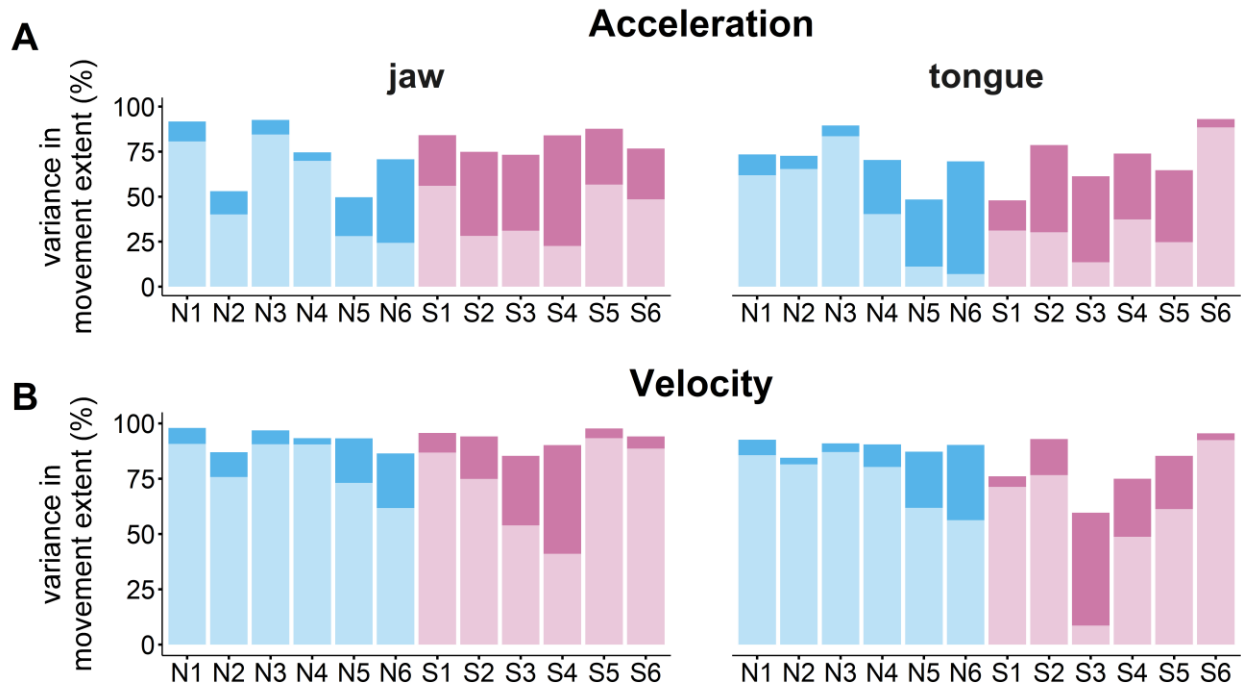 A
Acceleration
jaw
tongue
variance in
movement extent (%)
100
75
50
25
0
N1 N2 N3 N4 N5 N6 S1 S2 S3 S4 S5 S6
N1 N2 N3 N4 N5 N6 S1 S2 S3 S4 S5 S6
B
Velocity
variance in
movement extent (%)
100
75
50
25
0
N1 N2 N3 N4 N5 N6 S1 S2 S3 S4 S5 S6
N1 N2 N3 N4 N5 N6 S1 S2 S3 S4 S5 S6